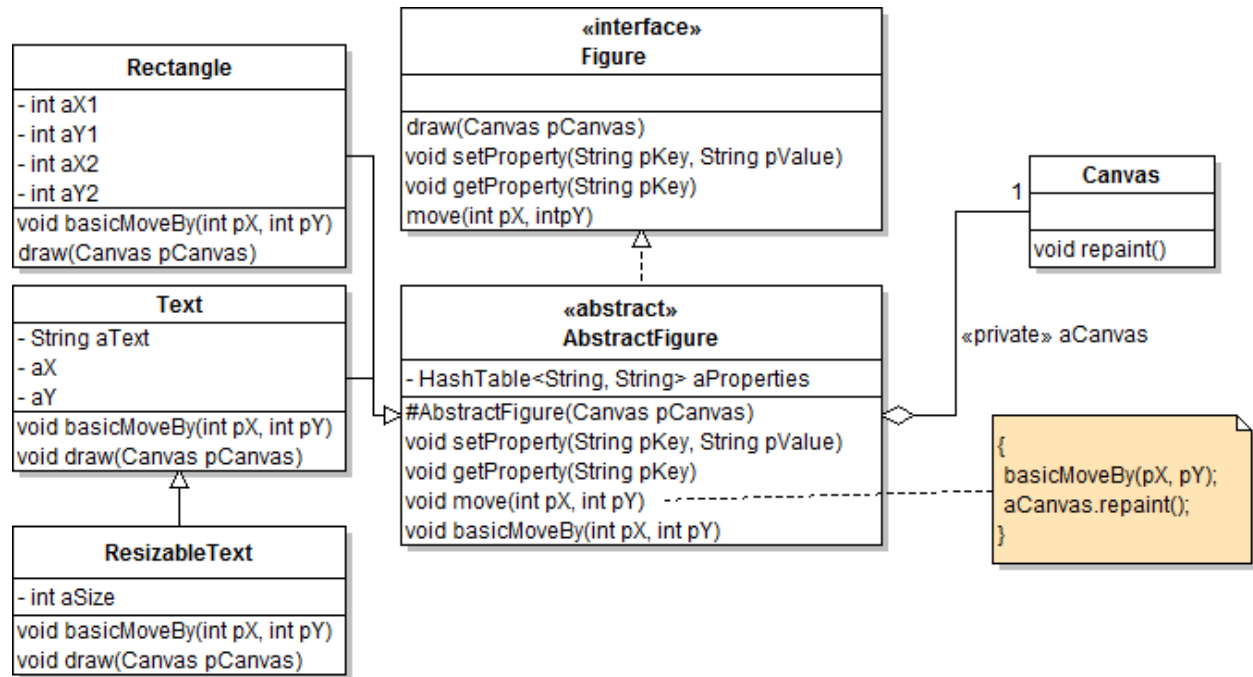 Rectangle
- int aX1
- int aY1
- int aX2
- int aY2
void basicMoveBy(int pX, int pY)
draw(Canvas pCanvas)
Text
- String aText
- aX
- aY
void basicMoveBy(int pX, int pY)
void draw(Canvas pCanvas)
ResizableText
- int aSize
void basicMoveBy(int pX, int pY)
void draw(Canvas pCanvas)
«interface»
Figure
draw(Canvas pCanvas)
void setProperty(String pKey, String pValue)
void getProperty(String pKey)
move(int pX, intpY)
«abstract»
AbstractFigure
- HashTable<String, String> aProperties
#AbstractFigure(Canvas pCanvas)
void setProperty(String pKey, String pValue)
void getProperty(String pKey)
void move(int pX, int pY)
void basicMoveBy(int pX, int pY)
1
Canvas
void repaint()
«private» aCanvas
{
basicMoveBy(pX, pY);
aCanvas.repaint();
}